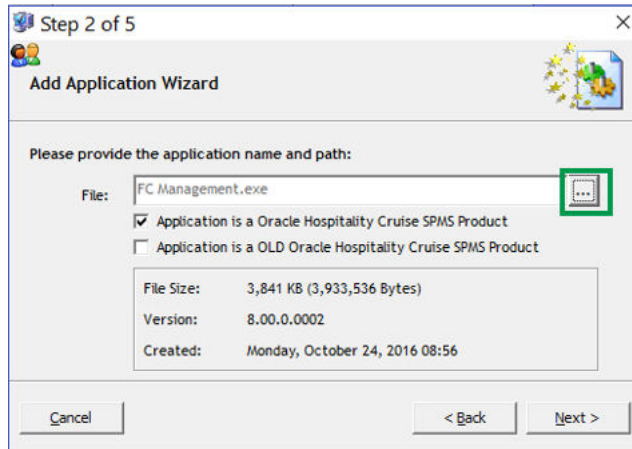 Step 2 of 5
Add Application Wizard
Please provide the application name and path:
File: FC Management.exe ...
Application is a Oracle Hospitality Cruise SPMS Product
Application is a OLD Oracle Hospitality Cruise SPMS Product
File Size: 3,841 KB (3,933,536 Bytes)
Version: 8.00.0.0002
Created: Monday, October 24, 2016 08:56
Cancel < Back Next >